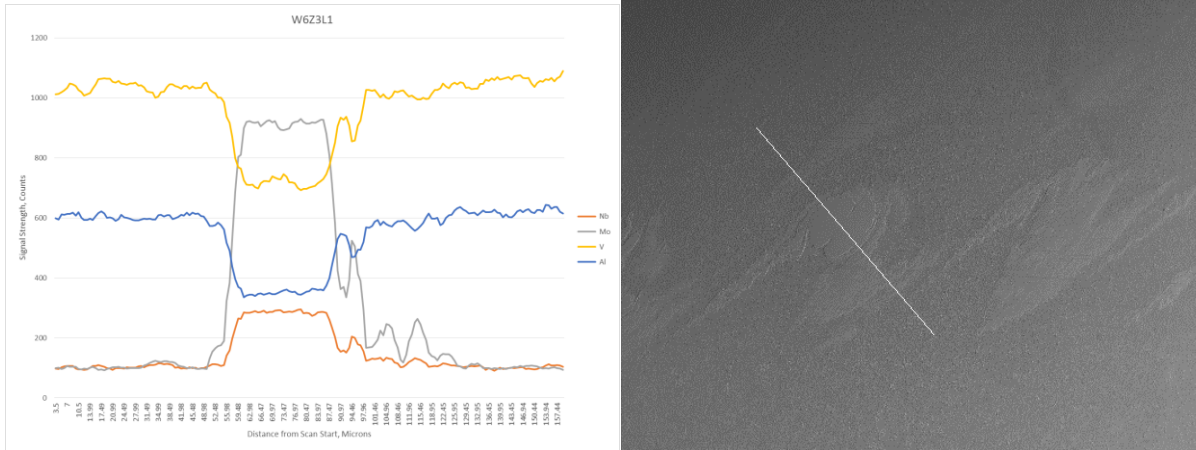 W6Z3L1
1200
1000
800
600
400
200
0
Signal Strength, Counts
3.5 7 10.5 13.99 17.49 20.99 24.49 27.99 31.49 34.99 38.49 41.98 45.48 48.98 52.48 55.98 59.48 62.98 66.47 69.97 73.47 76.97 80.47 83.97 87.47 90.97 94.46 97.96 101.46 104.96 108.46 111.96 115.46 118.95 122.45 125.95 129.45 132.95 136.45 139.95 143.45 146.94 150.44 153.94 157.44
Distance from Scan Start, Microns
Nb
Mo
V
Al